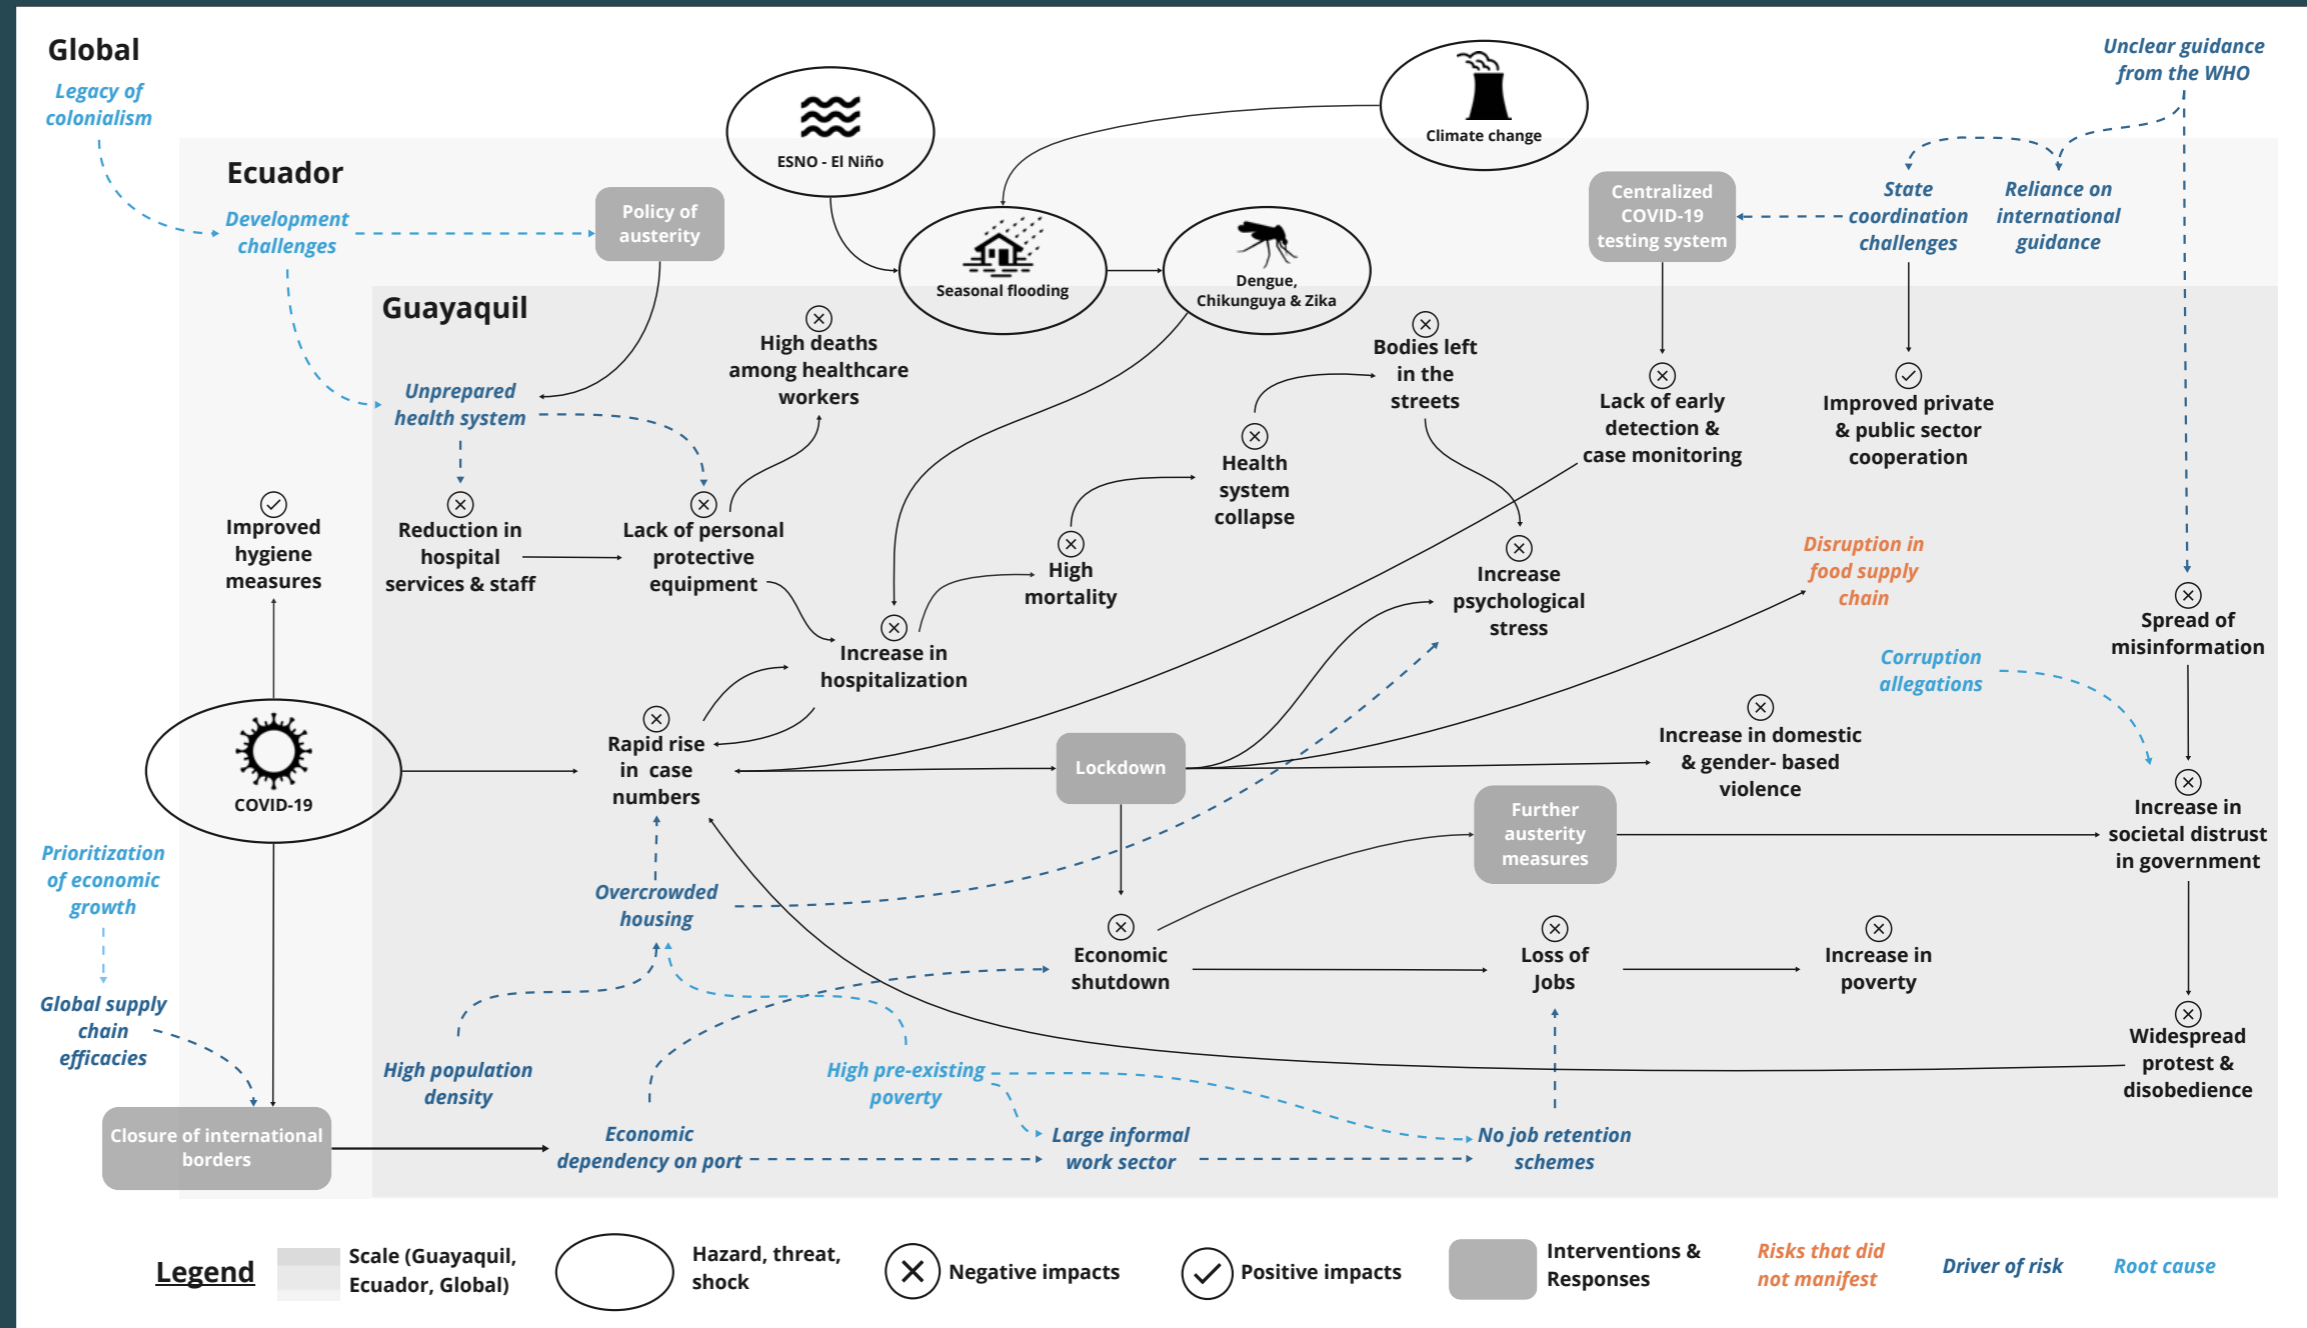 Global
Legacy of
colonialism
Unclear guidance
from the WHO
ESNO - El Niño
Climate change
Ecuador
Development
challenges
Policy of
austerity
Seasonal flooding
Dengue,
Chikunguya & Zika
Centralized
COVID-19
testing system
State
coordination
challenges
Reliance on
international
guidance
Guayaquil
Unprepared
health system
High deaths
among healthcare
workers
Bodies left
in the
streets
Lack of early
detection &
case monitoring
Improved private
& public sector
cooperation
Improved
hygiene
measures
Reduction in
hospital
services & staff
Lack of personal
protective
equipment
Health
system
collapse
High
mortality
Increase
psychological
stress
Disruption in
food supply
chain
Spread of
misinformation
Increase in
hospitalization
Corruption
allegations
COVID-19
Rapid rise
in case
numbers
Lockdown
Increase in domestic
& gender- based
violence
Further
austerity
measures
Increase in
societal distrust
in government
Prioritization
of economic
growth
Overcrowded
housing
Economic
shutdown
Loss of
Jobs
Increase in
poverty
Global supply
chain
efficacies
High population
density
High pre-existing
poverty
Widespread
protest &
disobedience
Closure of international
borders
Economic
dependency on port
Large informal
work sector
No job retention
schemes
Legend
Scale (Guayaquil,
Ecuador, Global)
Hazard, threat,
shock
Negative impacts
Positive impacts
Interventions &
Responses
Risks that did
not manifest
Driver of risk
Root cause